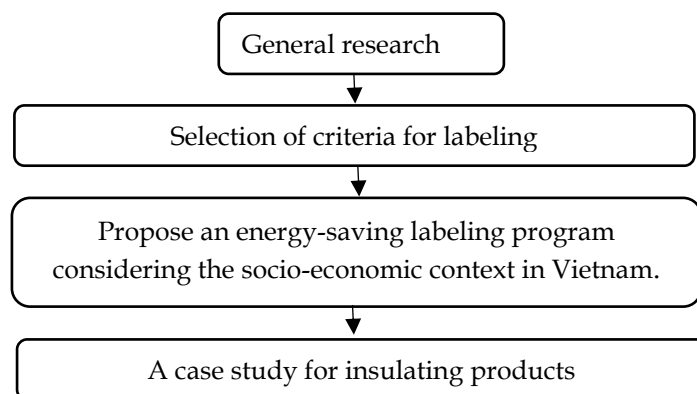 General research
Selection of criteria for labeling
Propose an energy-saving labeling program
considering the socio-economic context in Vietnam.
A case study for insulating products